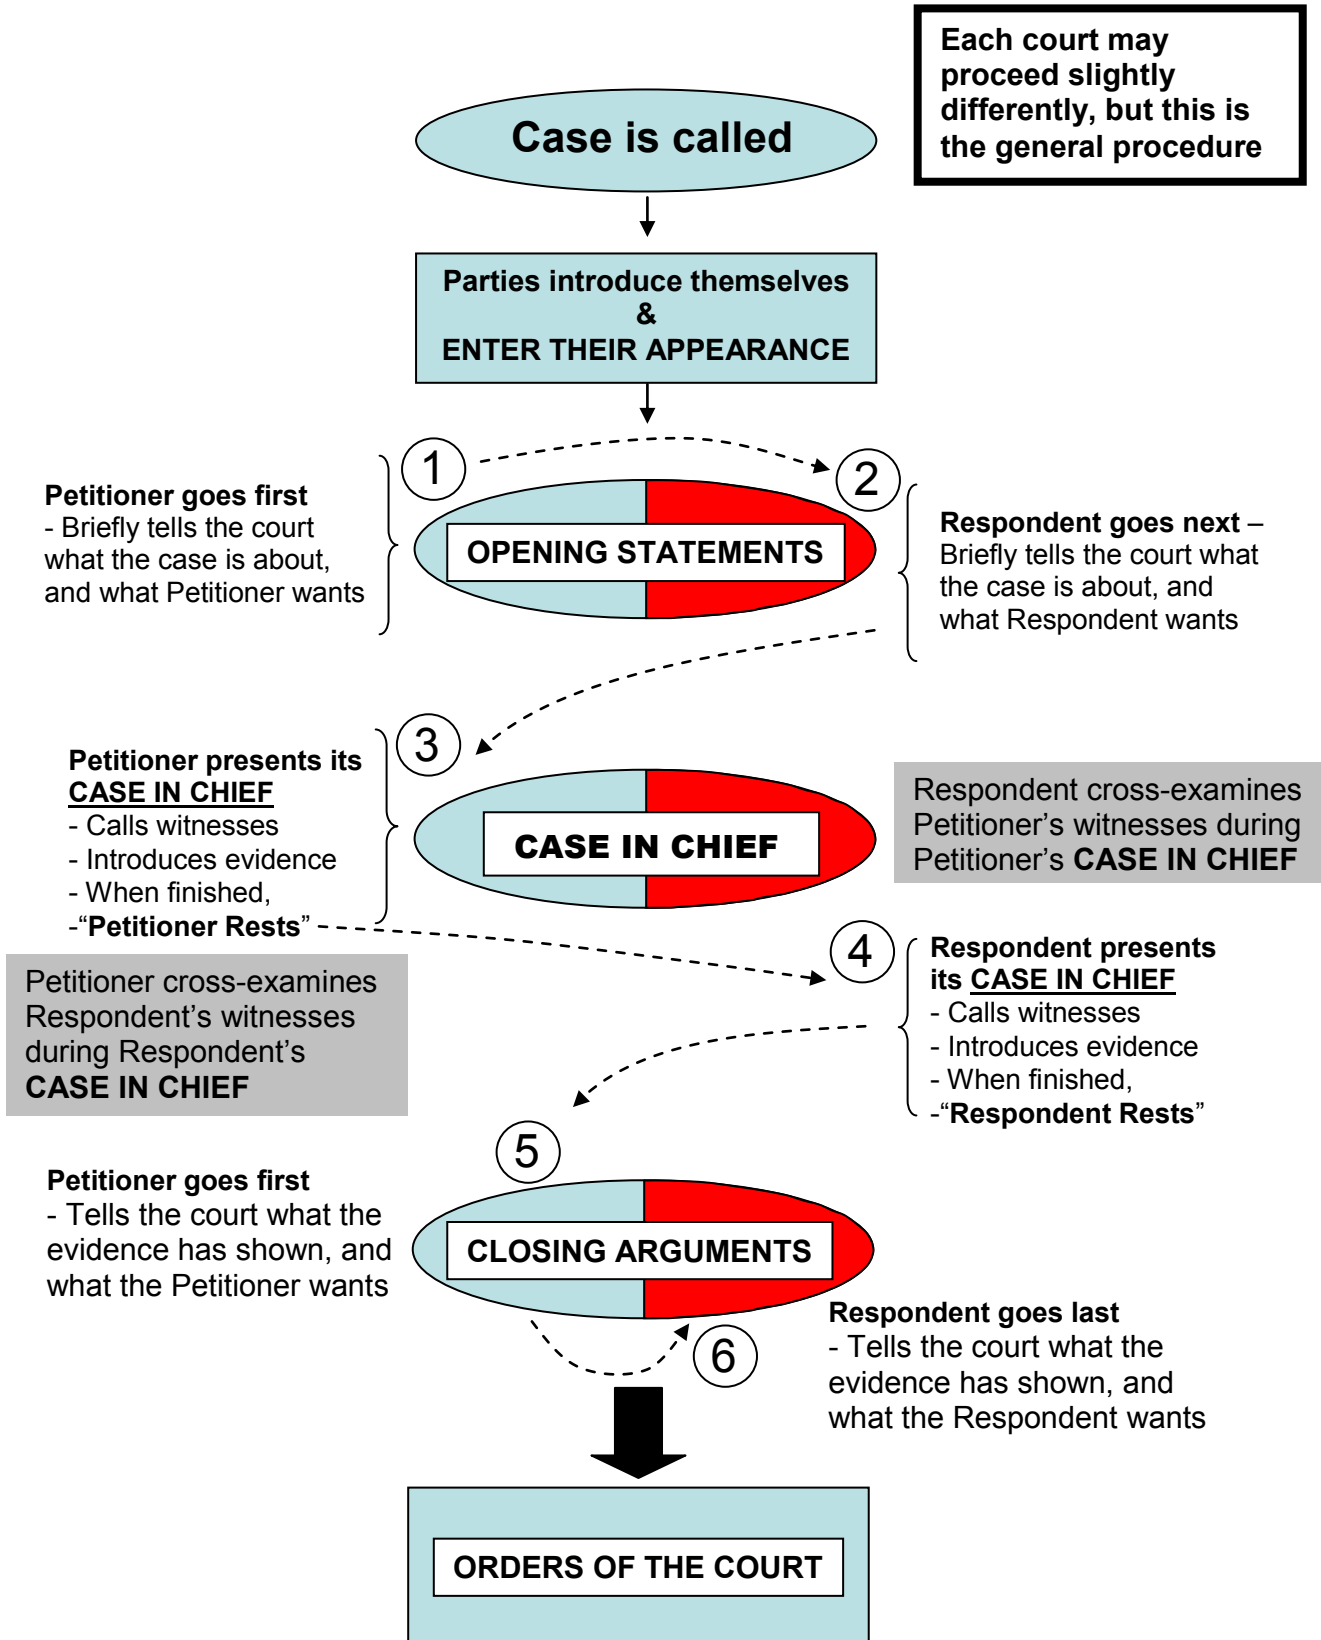 Each court may
proceed slightly
differently, but this is
the general procedure
Case is called
Parties introduce themselves
&
ENTER THEIR APPEARANCE
1
2
Petitioner goes first
- Briefly tells the court
what the case is about,
and what Petitioner wants
OPENING STATEMENTS
Respondent goes next –
Briefly tells the court what
the case is about, and
what Respondent wants
3
Petitioner presents its
CASE IN CHIEF
- Calls witnesses
- Introduces evidence
- When finished,
-“Petitioner Rests”
CASE IN CHIEF
Respondent cross-examines
Petitioner’s witnesses during
Petitioner’s CASE IN CHIEF
4
Respondent presents
its CASE IN CHIEF
- Calls witnesses
- Introduces evidence
- When finished,
-“Respondent Rests”
Petitioner cross-examines
Respondent’s witnesses
during Respondent’s
CASE IN CHIEF
5
Petitioner goes first
- Tells the court what the
evidence has shown, and
what the Petitioner wants
CLOSING ARGUMENTS
6
Respondent goes last
- Tells the court what the
evidence has shown, and
what the Respondent wants
ORDERS OF THE COURT